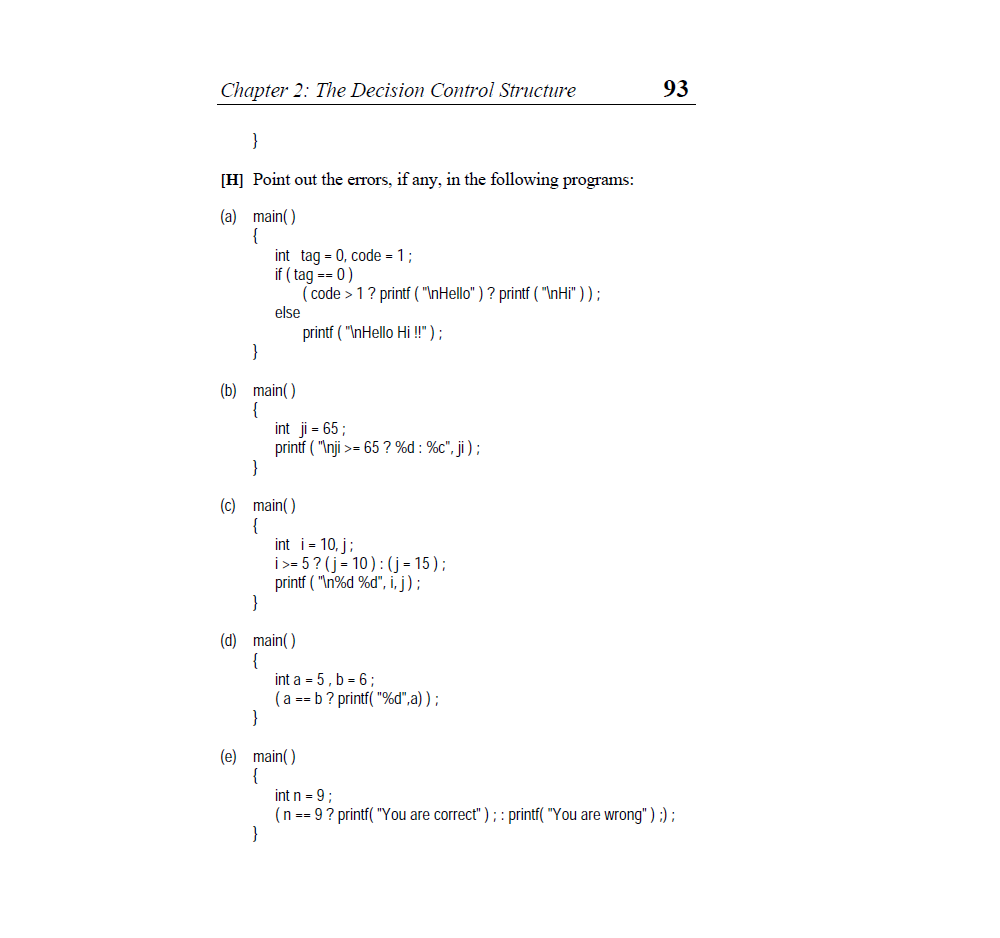 Chapter 2: The Decision Control Structure 93
}
[H] Point out the errors, if any, in the following programs:
(a) main( )
{
int tag = 0, code = 1 ;
if ( tag == 0 )
( code > 1 ? printf ( "\nHello" ) ? printf ( "\nHi" ) ) ;
else
printf ( "\nHello Hi !!" ) ;
}
(b) main( )
{
int ji = 65 ;
printf ( "\nji >= 65 ? %d : %c", ji ) ;
}
(c) main( )
{
int i = 10, j ;
i >= 5 ? ( j = 10 ) : ( j = 15 ) ;
printf ( "\n%d %d", i, j ) ;
}
(d) main( )
{
int a = 5 , b = 6 ;
( a == b ? printf( "%d",a) ) ;
}
(e) main( )
{
int n = 9 ;
( n == 9 ? printf( "You are correct" ) ; : printf( "You are wrong" ) ;) ;
}